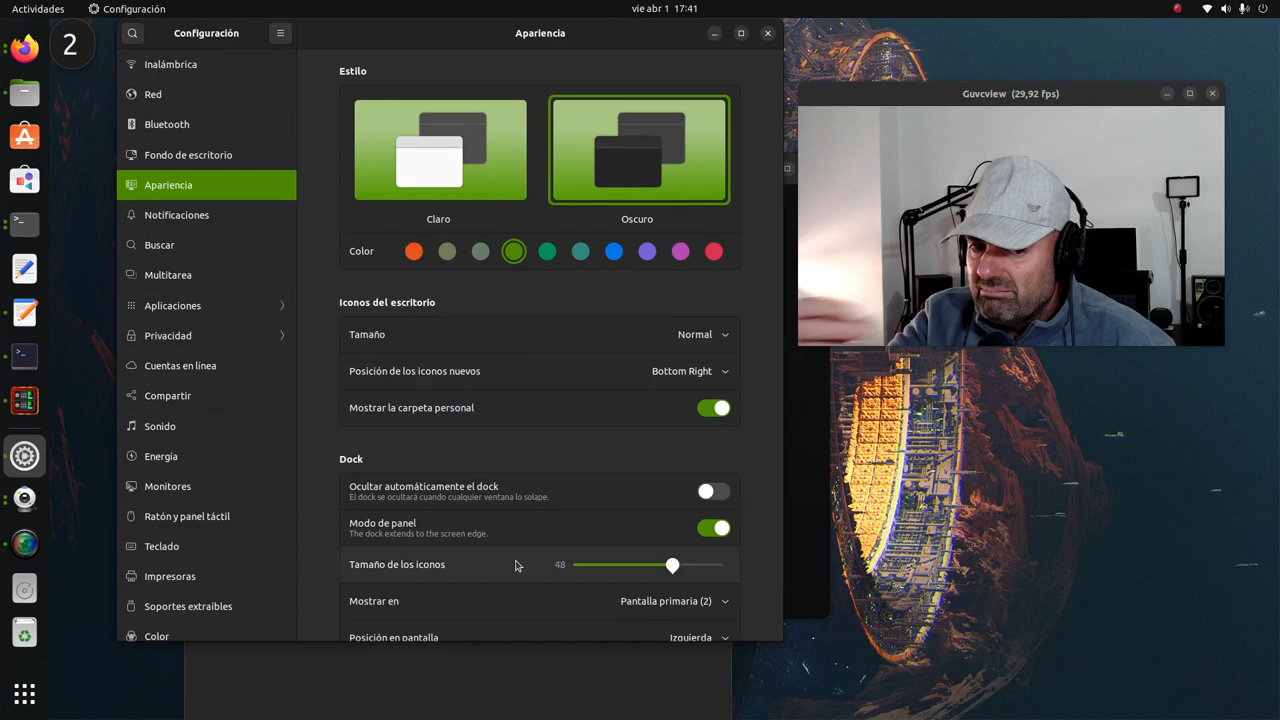 Actividades
Configuración
vie abr 1 17:41
2
Configuración
Apariencia
Inalámbrica
Red
Bluetooth
Fondo de escritorio
Apariencia
Notificaciones
Buscar
Multitarea
Aplicaciones
Privacidad
Cuentas en línea
Compartir
Sonido
Energía
Monitores
Ratón y panel táctil
Teclado
Impresoras
Soportes extraíbles
Color
Estilo
Claro
Oscuro
Color
Iconos del escritorio
Tamaño Normal
Posición de los iconos nuevos Bottom Right
Mostrar la carpeta personal
Dock
Ocultar automáticamente el dock
El dock se ocultará cuando cualquier ventana lo solape.
Modo de panel
The dock extends to the screen edge.
Tamaño de los iconos 48
Mostrar en Pantalla primaria (2)
Posición en pantalla Izquierda
Guvcview (29,92 fps)